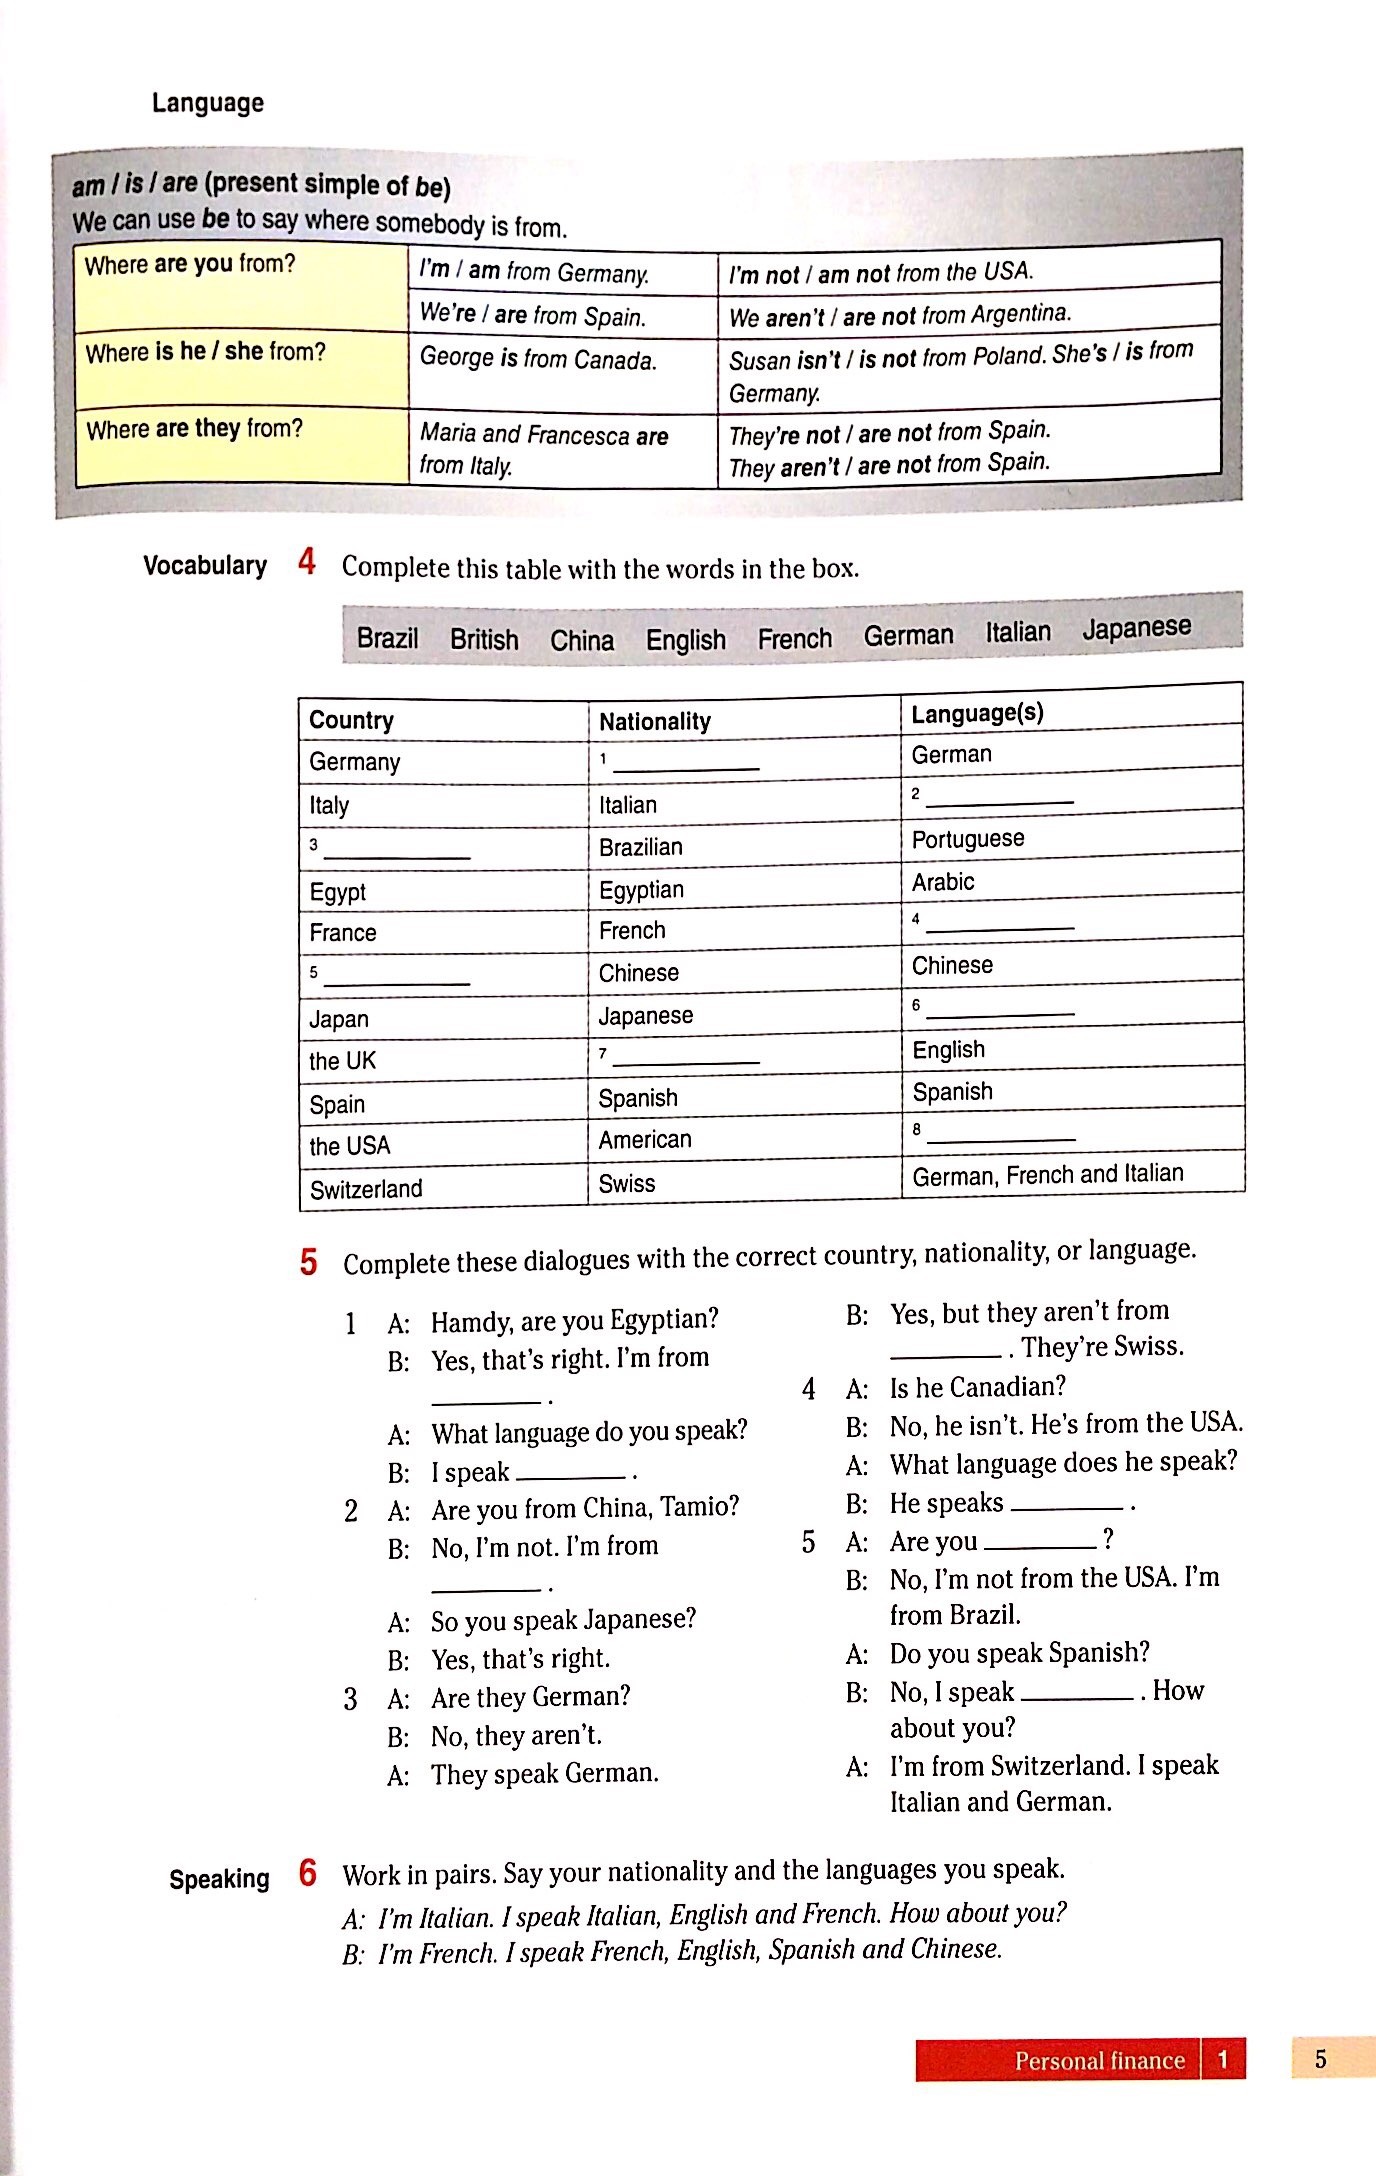 Language
am / is / are (present simple of be)
We can use be to say where somebody is from.
Where are you from? I'm / am from Germany. I'm not / am not from the USA.
We're / are from Spain. We aren't / are not from Argentina.
Where is he / she from? George is from Canada. Susan isn't / is not from Poland. She's / is from
Germany.
Where are they from? Maria and Francesca are They're not / are not from Spain.
from Italy. They aren't / are not from Spain.
Vocabulary 4 Complete this table with the words in the box.
Brazil British China English French German Italian Japanese
Country Nationality Language(s)
Germany 1 __________ German
Italy Italian 2 __________
3 __________ Brazilian Portuguese
Egypt Egyptian Arabic
France French 4 __________
5 __________ Chinese Chinese
Japan Japanese 6 __________
the UK 7 __________ English
Spain Spanish Spanish
the USA American 8 __________
Switzerland Swiss German, French and Italian
5 Complete these dialogues with the correct country, nationality, or language.
1 A: Hamdy, are you Egyptian?
B: Yes, that's right. I'm from
________ .
A: What language do you speak?
B: I speak ________ .
2 A: Are you from China, Tamio?
B: No, I'm not. I'm from
________ .
A: So you speak Japanese?
B: Yes, that's right.
3 A: Are they German?
B: No, they aren't.
A: They speak German.
B: Yes, but they aren't from
________ . They're Swiss.
4 A: Is he Canadian?
B: No, he isn't. He's from the USA.
A: What language does he speak?
B: He speaks ________ .
5 A: Are you ________ ?
B: No, I'm not from the USA. I'm
from Brazil.
A: Do you speak Spanish?
B: No, I speak ________ . How
about you?
A: I'm from Switzerland. I speak
Italian and German.
Speaking 6 Work in pairs. Say your nationality and the languages you speak.
A: I'm Italian. I speak Italian, English and French. How about you?
B: I'm French. I speak French, English, Spanish and Chinese.
Personal finance 1 5